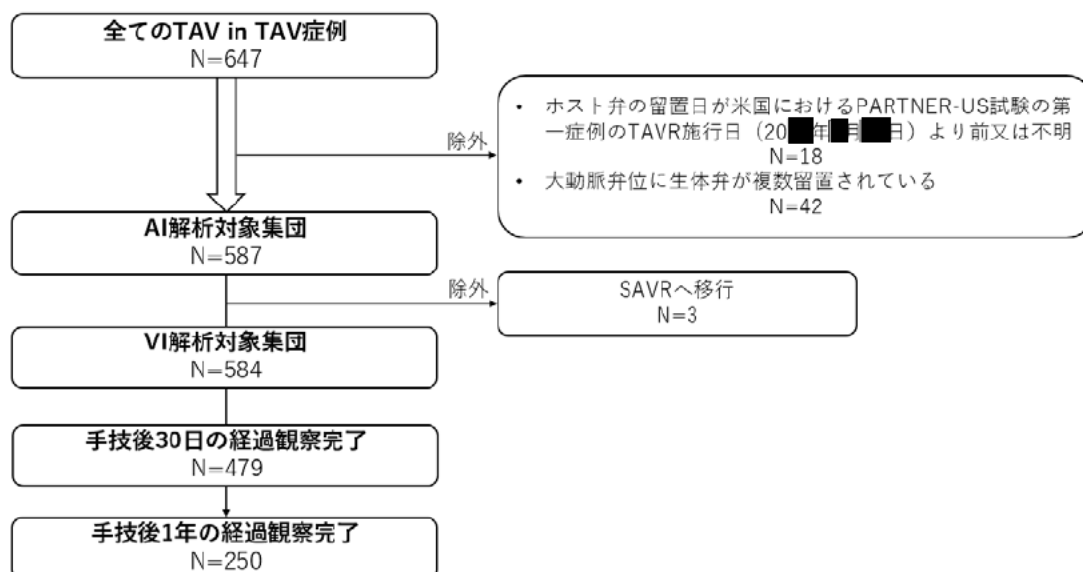 全てのTAV in TAV症例
N=647
除外
• ホスト弁の留置日が米国におけるPARTNER-US試験の第
一症例のTAVR施行日（20 年 月 日）より前又は不明
N=18
• 大動脈弁位に生体弁が複数留置されている
N=42
AI解析対象集団
N=587
除外
SAVRへ移行
N=3
VI解析対象集団
N=584
手技後30日の経過観察完了
N=479
手技後1年の経過観察完了
N=250